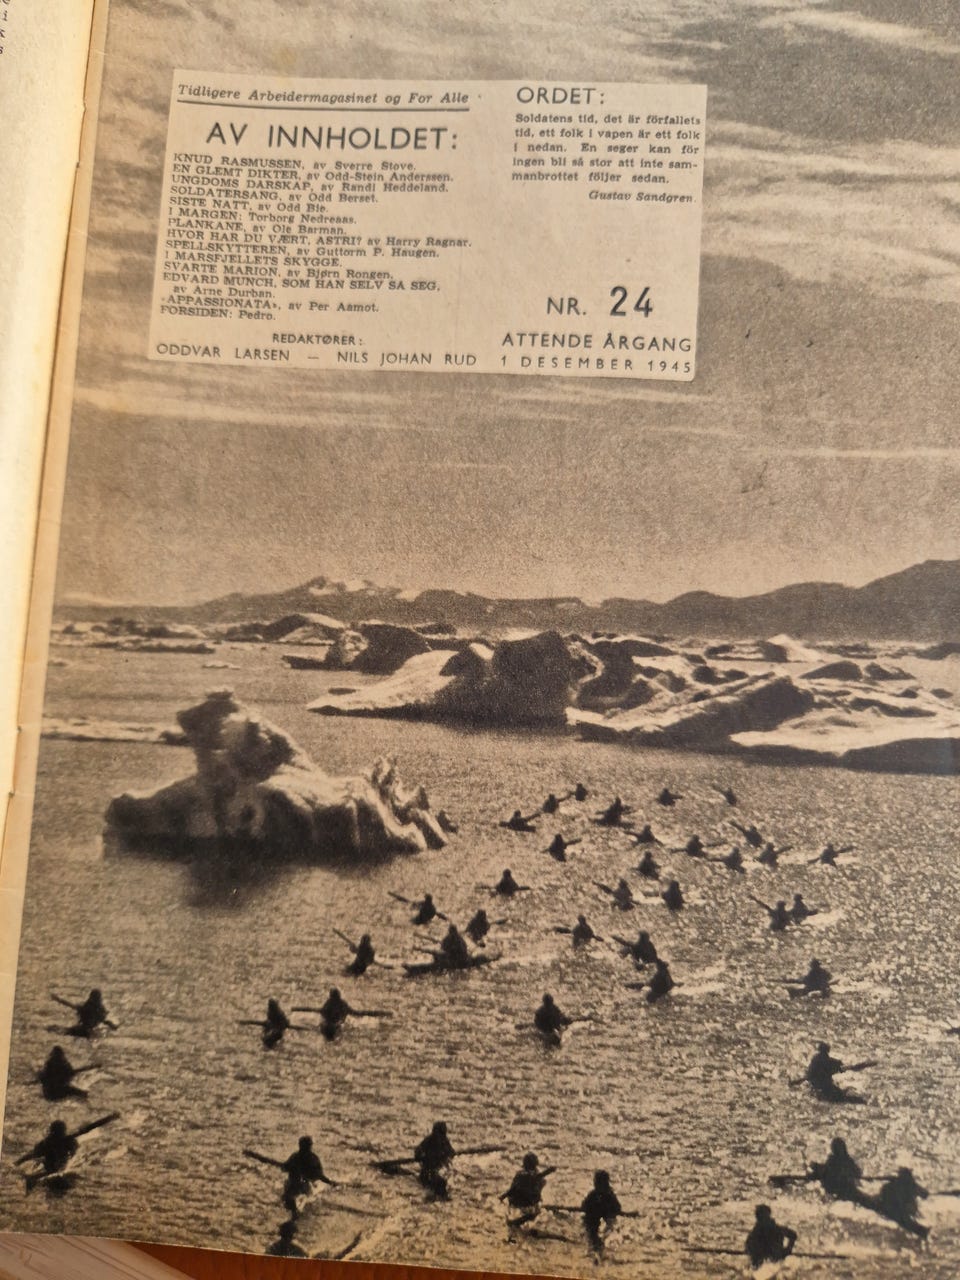 Tidligere Arbeidermagasinet og For Alle
AV INNHOLDET:
KNUD RASMUSSEN, av Sverre Støve.
EN GLEMT DIKTER, av Odd-Stein Anderssen.
UNGDOMS DARSKAP, av Randi Heddeland.
SOLDATERSANG, av Odd Berset.
SISTE NATT, av Odd Bie.
I MARGEN: Torborg Nedreaas.
PLANKANE, av Ole Barman.
HVOR HAR DU VÆRT, ASTRI? av Harry Ragnar.
SPELLSKYTTEREN, av Guttorm P. Haugen.
I MARSFJELLETS SKYGGE.
SVARTE MARION, av Bjørn Rongen.
EDVARD MUNCH, SOM HAN SELV SA SEG,
av Arne Durban.
«APPASSIONATA», av Per Aamot.
FORSIDEN: Pedro.
REDAKTØRER:
ODDVAR LARSEN — NILS JOHAN RUD
ORDET:
Soldatens tid, det är förfallets
tid, ett folk i vapen är ett folk
i nedan. En seger kan för
ingen bli så stor att inte sam-
manbrottet följer sedan.
Gustav Sandgren.
NR. 24
ATTENDE ÅRGANG
1 DESEMBER 1945